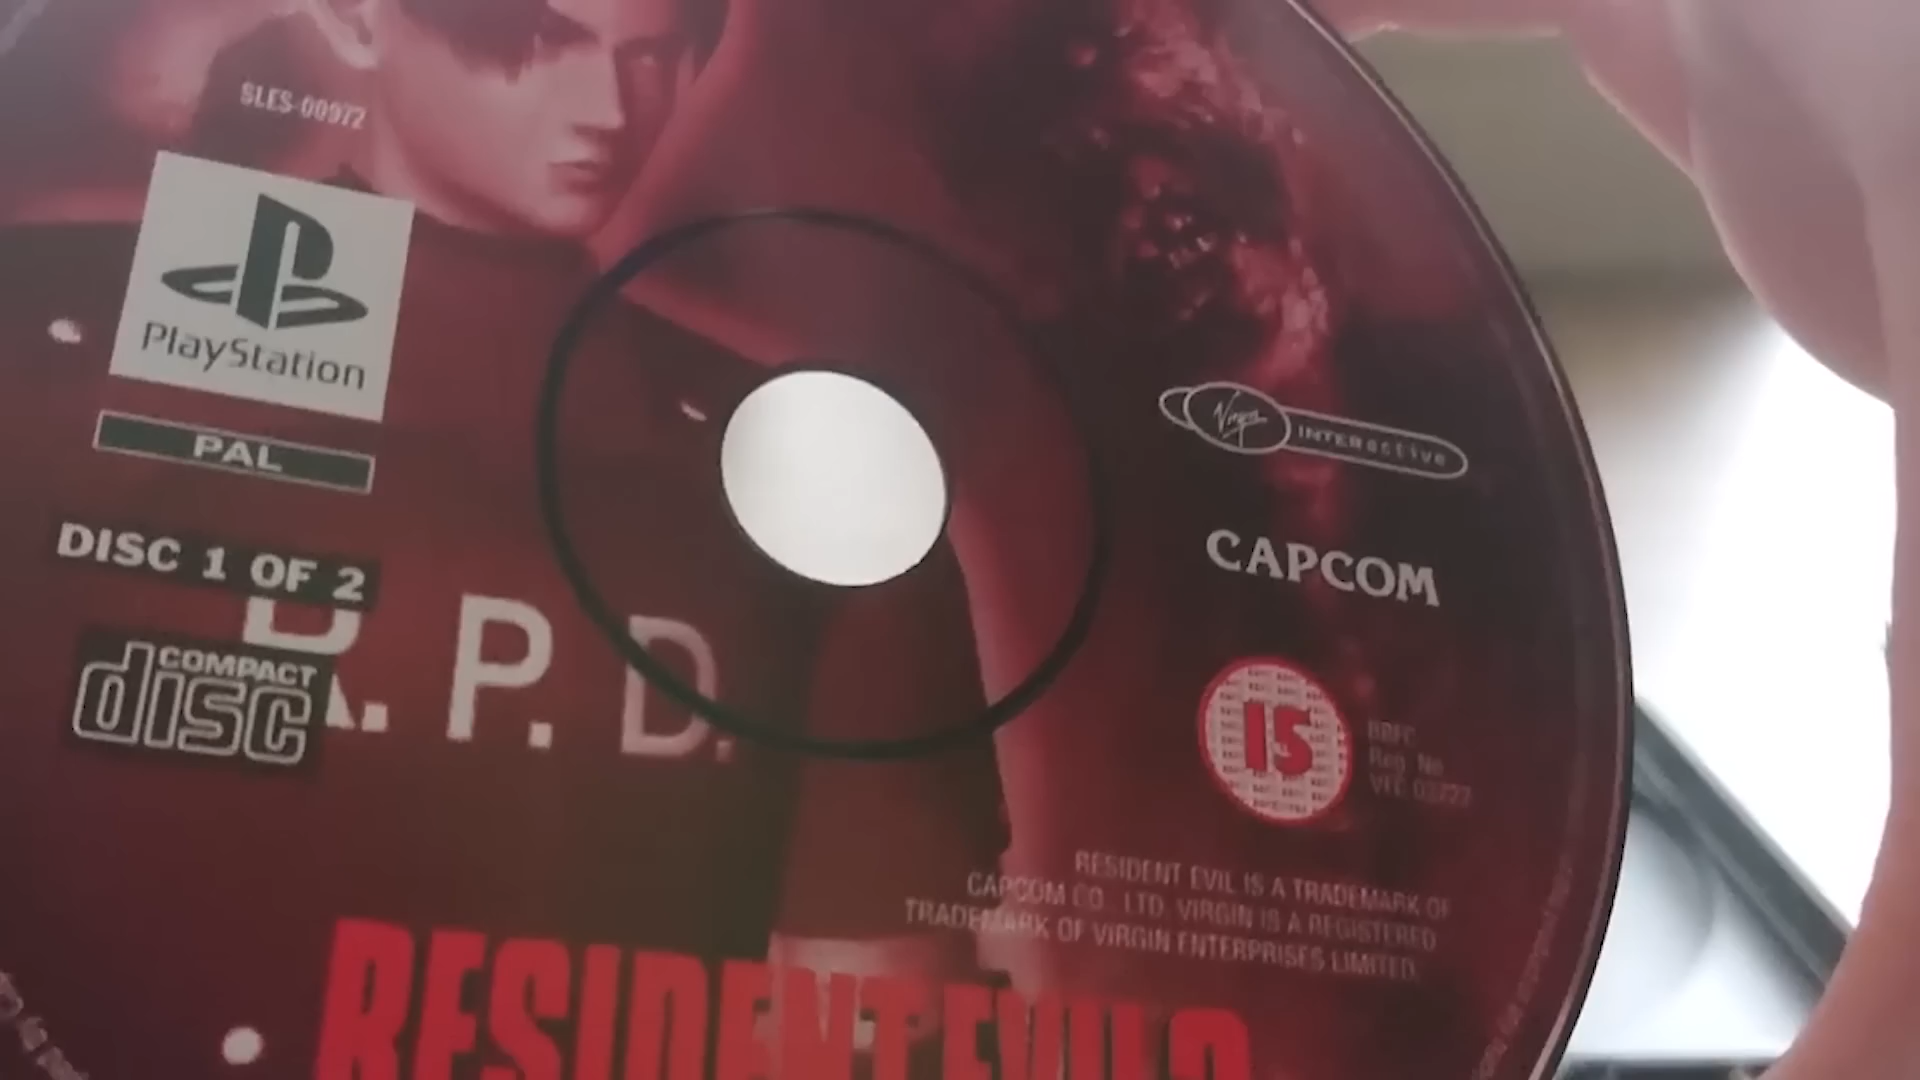 SLES-00972
PlayStation
PAL
DISC 1 OF 2
COMPACT
disc
R. P. D.
Virgin INTERactive
CAPCOM
15
BBFC
Reg. No.
RESIDENT EVIL IS A TRADEMARK OF
CAPCOM CO., LTD. VIRGIN IS A REGISTERED
TRADEMARK OF VIRGIN ENTERPRISES LIMITED.
RESIDENT EVIL 2